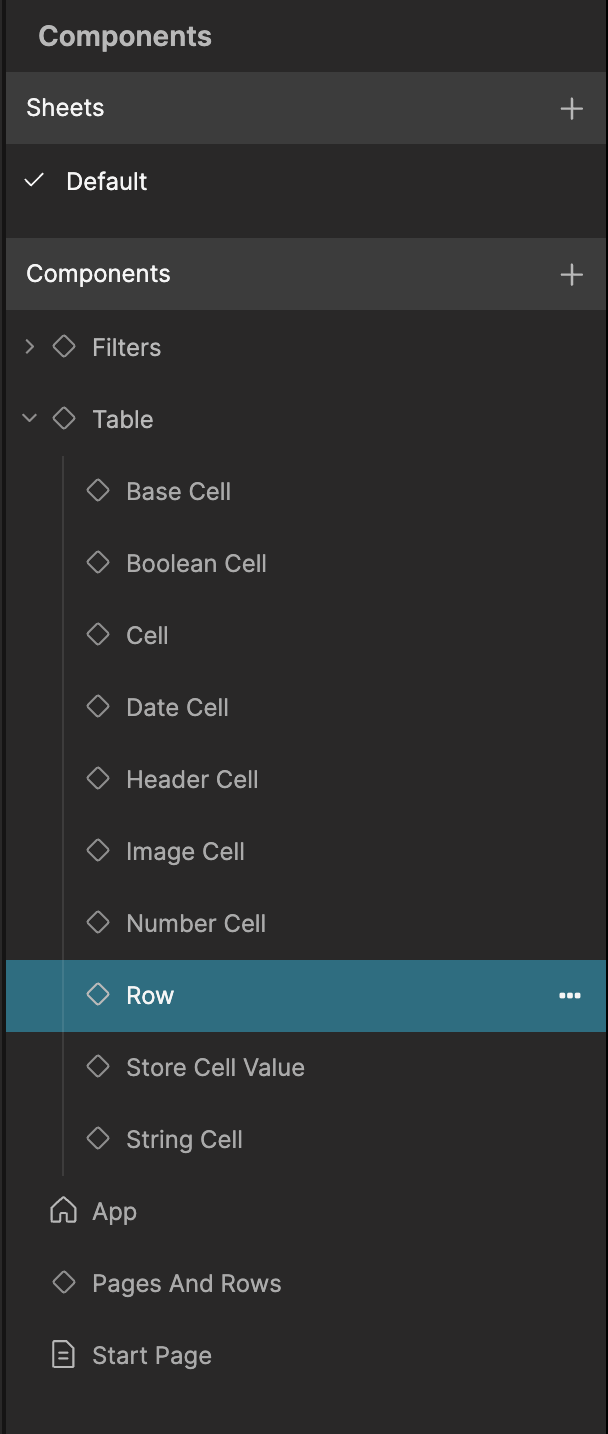 Components
Sheets
Default
Components
Filters
Table
Base Cell
Boolean Cell
Cell
Date Cell
Header Cell
Image Cell
Number Cell
Row
Store Cell Value
String Cell
App
Pages And Rows
Start Page